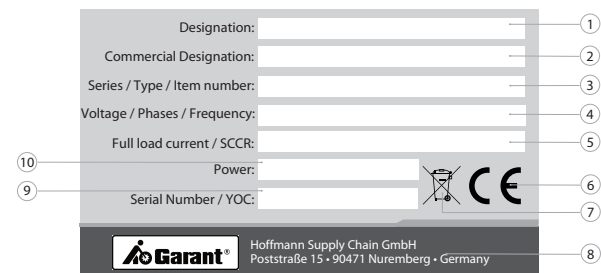 Designation: 1
Commercial Designation: 2
Series / Type / Item number: 3
Voltage / Phases / Frequency: 4
Full load current / SCCR: 5
10 Power:
9 Serial Number / YOC:
CE 6
7
Garant®
Hoffmann Supply Chain GmbH
Poststraße 15 • 90471 Nuremberg • Germany 8